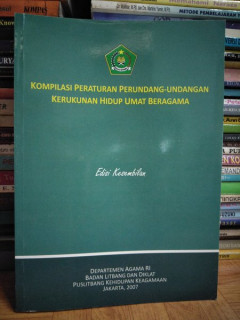 KOMPILASI PERATURAN PERUNDANG-UNDANGAN
KERUKUNAN HIDUP UMAT BERAGAMA
Edisi Kesembilan
DEPARTEMEN AGAMA RI
BADAN LITBANG DAN DIKLAT
PUSLITBANG KEHIDUPAN KEAGAMAAN
JAKARTA, 2007